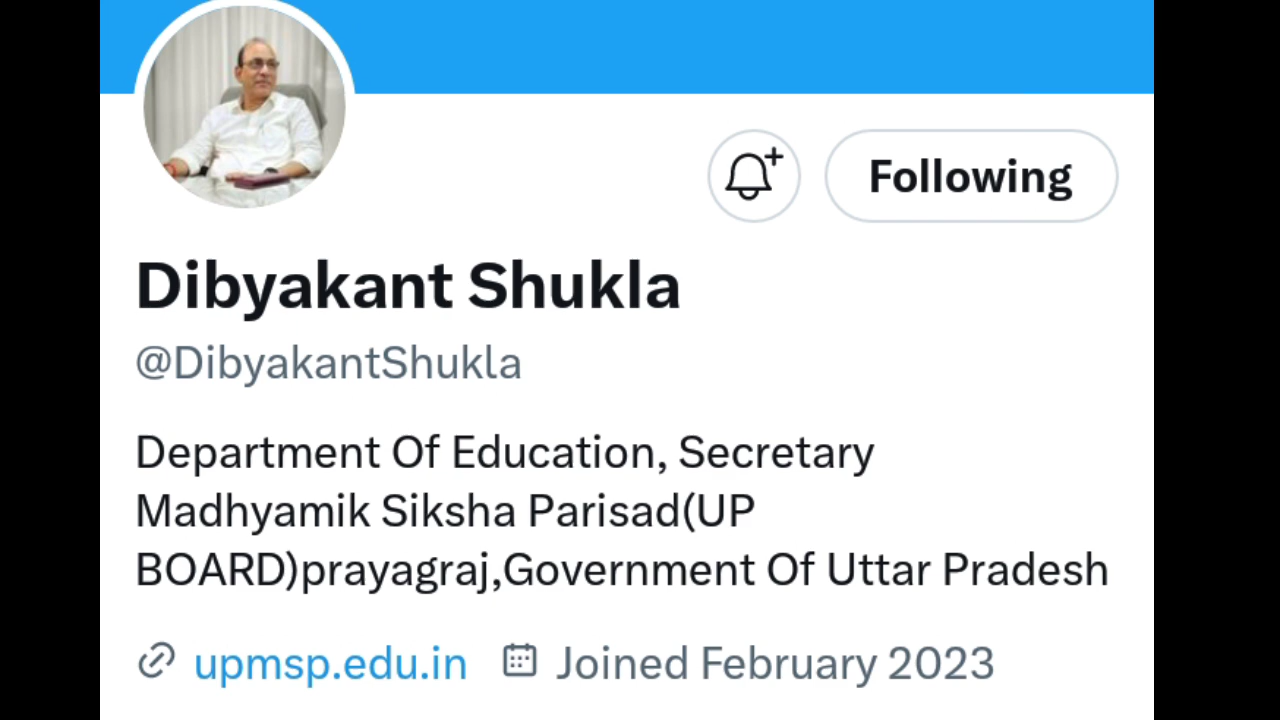 Following
Dibyakant Shukla
@DibyakantShukla
Department Of Education, Secretary
Madhyamik Siksha Parisad(UP
BOARD)prayagraj,Government Of Uttar Pradesh
upmsp.edu.in Joined February 2023